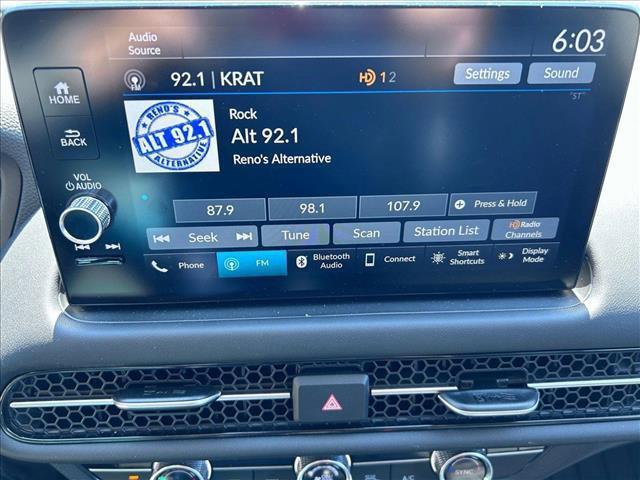 Audio
Source
6:03
FM
92.1 | KRAT
HD 1 2
Settings
Sound
"ST"
HOME
BACK
VOL
AUDIO
RENO'S
ALT 92.1
ALTERNATIVE
Rock
Alt 92.1
Reno's Alternative
87.9
98.1
107.9
Press & Hold
Seek
Tune
Scan
Station List
HD Radio
Channels
Phone
FM
Bluetooth
Audio
Connect
Smart
Shortcuts
Display
Mode
A/C
SYNC